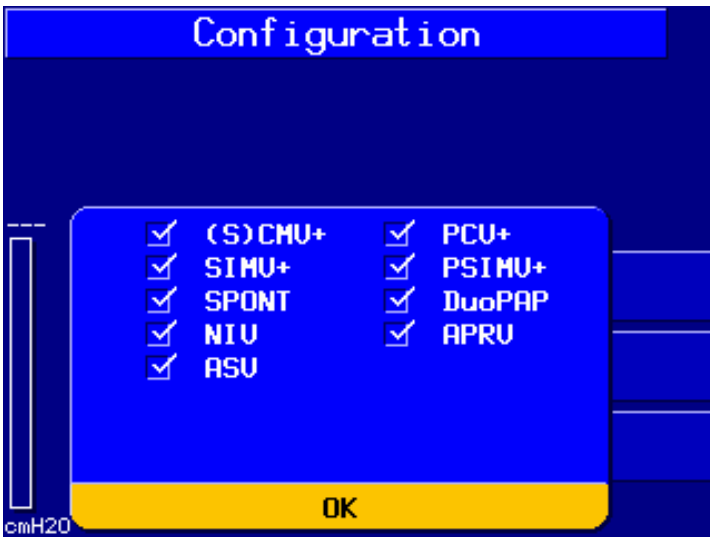 Configuration
---
(S)CMV+ PCV+
SIMV+ PSIMV+
SPONT DuoPAP
NIV APRV
ASV
OK
cmH2O